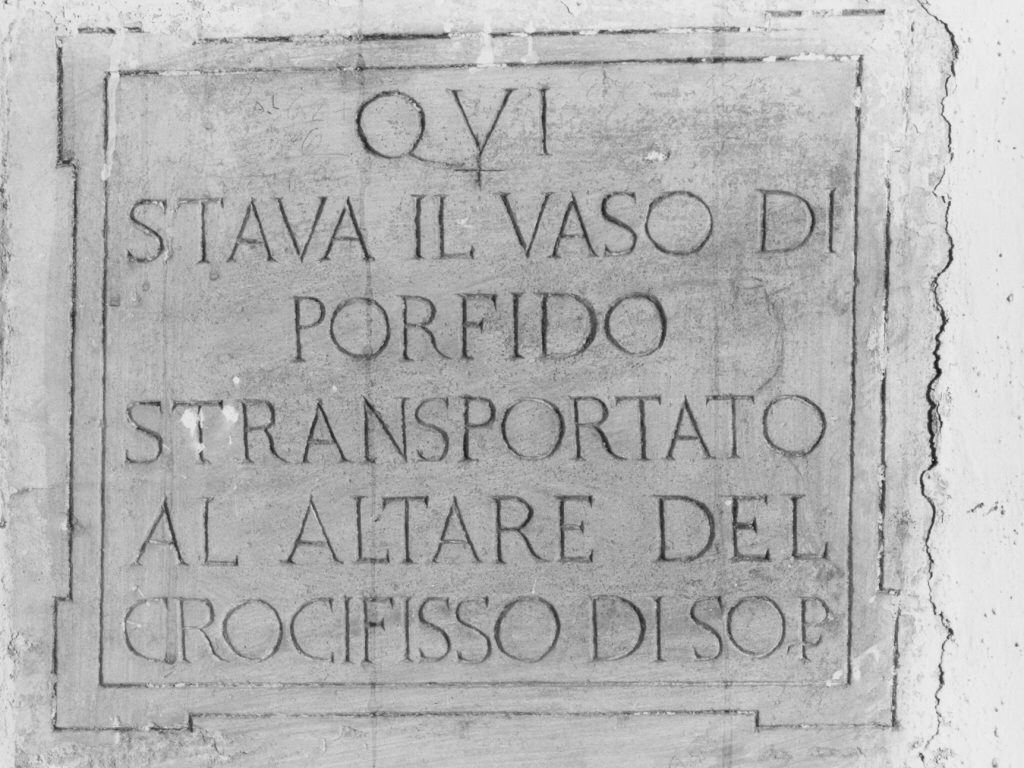 QVI
STAVA IL VASO DI
PORFIDO
STRANSPORTATO
AL ALTARE DEL
CROCIFISSO DI SOP.